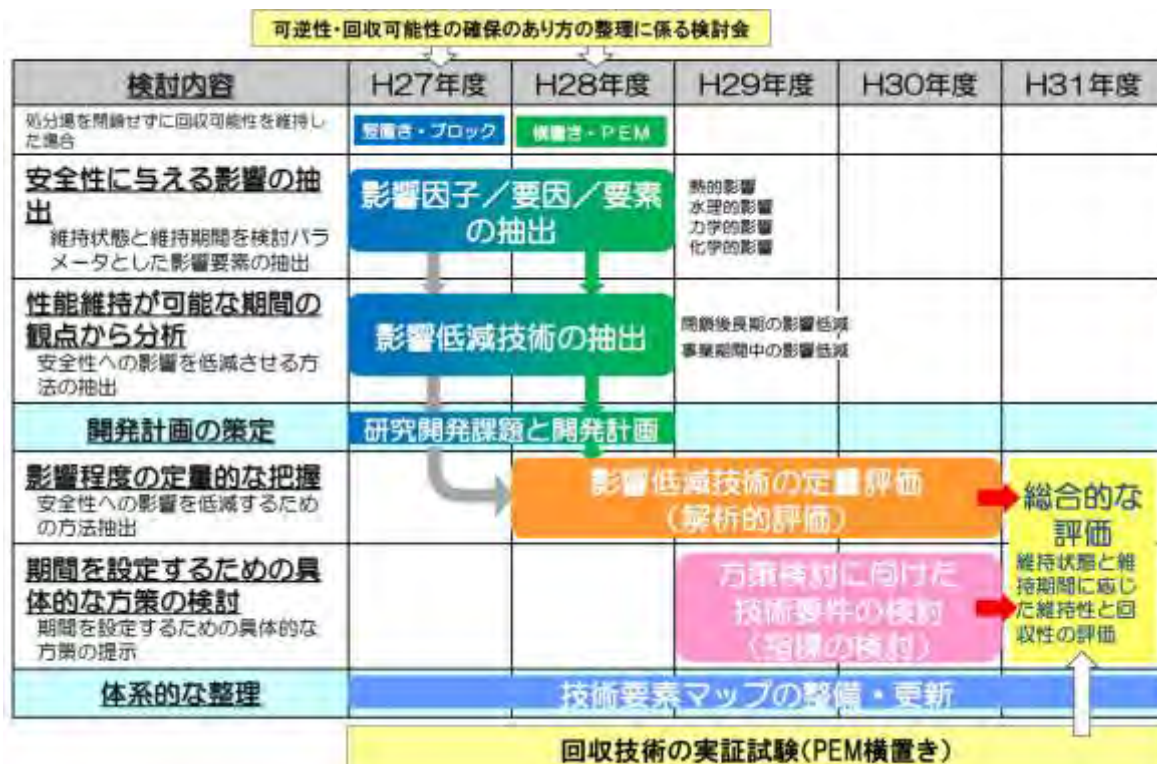 可逆性・回収可能性の確保のあり方の整理に係る検討会
検討内容
H27年度
H28年度
H29年度
H30年度
H31年度
処分場を閉鎖せずに回収可能性を維持し
た場合
竪置き・ブロック
横置き・PEM
安全性に与える影響の抽
出
維持状態と維持期間を検討パラ
メータとした影響要素の抽出
影響因子/要因/要素
の抽出
熱的影響
水理的影響
力学的影響
化学的影響
性能維持が可能な期間の
観点から分析
安全性への影響を低減させる方
法の抽出
影響低減技術の抽出
閉鎖後長期の影響低減
事業期間中の影響低減
開発計画の策定
研究開発課題と開発計画
影響程度の定量的な把握
安全性への影響を低減するため
の方法抽出
影響低減技術の定量評価
(解析的評価)
総合的な
評価
維持状態と維
持期間に応じ
た維持性と回
収性の評価
期間を設定するための具
体的な方策の検討
期間を設定するための具体的な
方策の提示
方策検討に向けた
技術要件の検討
(指標の検討)
体系的な整理
技術要素マップの整備・更新
回収技術の実証試験(PEM横置き)